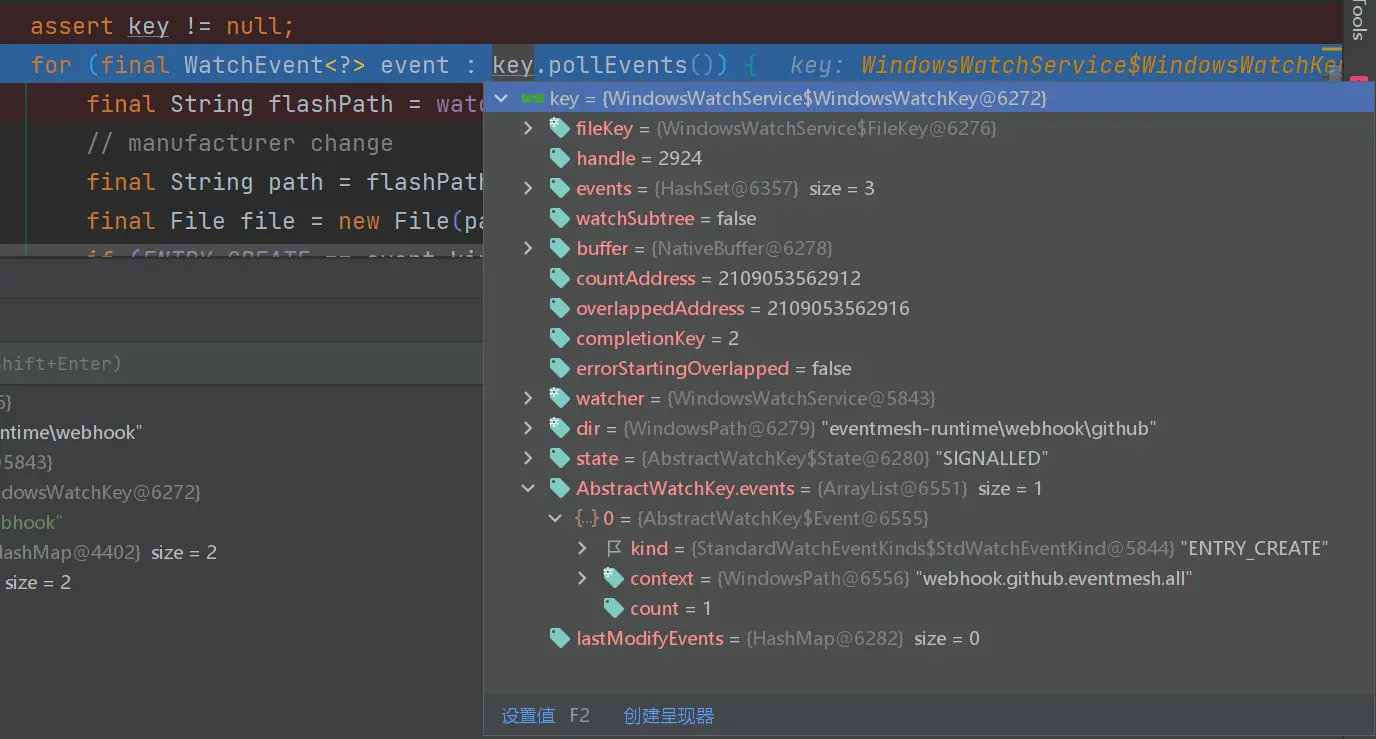 assert key != null;
for (final WatchEvent<?> event : key.pollEvents()) { key: WindowsWatchService$WindowsWatchKe
final String flashPath = watc
// manufacturer change
final String path = flashPath
final File file = new File(pa
if (ENTRY_CREATE == event.ki
Tools
key = {WindowsWatchService$WindowsWatchKey@6272}
fileKey = {WindowsWatchService$FileKey@6276}
handle = 2924
events = {HashSet@6357} size = 3
watchSubtree = false
buffer = {NativeBuffer@6278}
countAddress = 2109053562912
overlappedAddress = 2109053562916
completionKey = 2
errorStartingOverlapped = false
watcher = {WindowsWatchService@5843}
dir = {WindowsPath@6279} "eventmesh-runtime\webhook\github"
state = {AbstractWatchKey$State@6280} "SIGNALLED"
AbstractWatchKey.events = {ArrayList@6551} size = 1
{..} 0 = {AbstractWatchKey$Event@6555}
kind = {StandardWatchEventKinds$StdWatchEventKind@5844} "ENTRY_CREATE"
context = {WindowsPath@6556} "webhook.github.eventmesh.all"
count = 1
lastModifyEvents = {HashMap@6282} size = 0
设置值 F2 创建呈现器
hift+Enter)
6}
ntime\webhook"
5843}
dowsWatchKey@6272}
bhook"
lashMap@4402} size = 2
size = 2